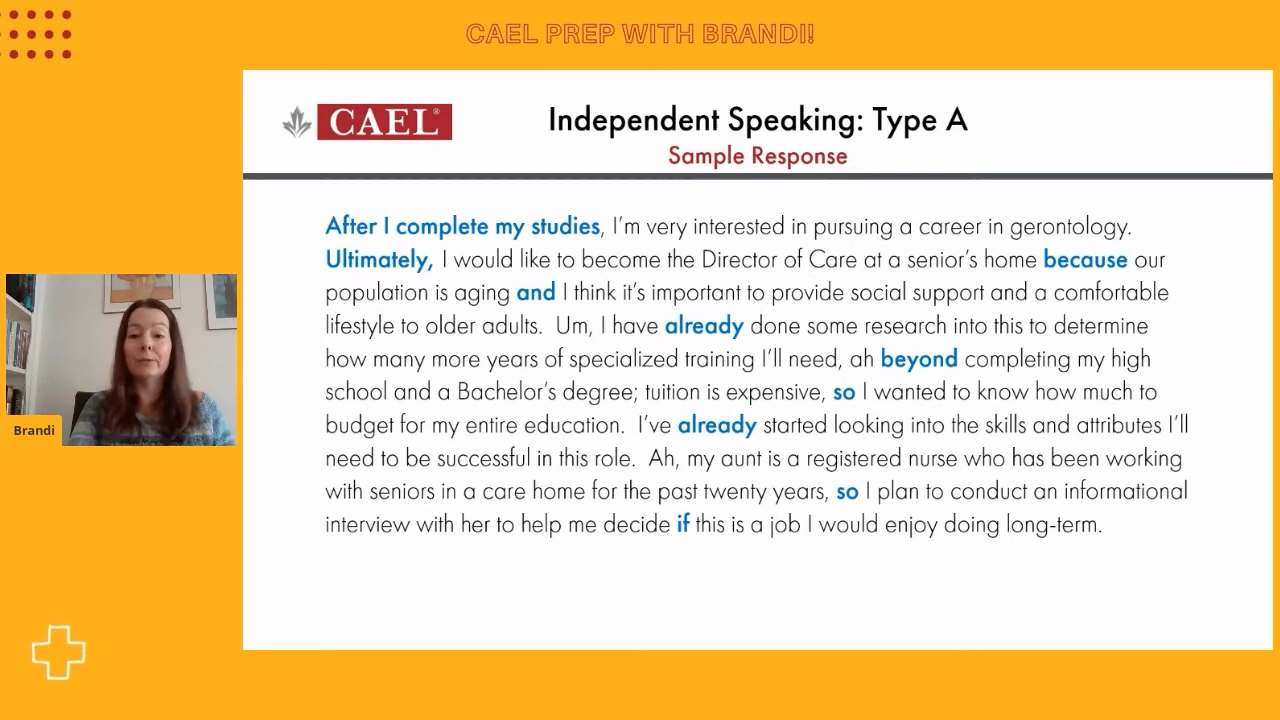 CAEL PREP WITH BRANDI!
CAEL®
Independent Speaking: Type A
Sample Response
After I complete my studies, I'm very interested in pursuing a career in gerontology.
Ultimately, I would like to become the Director of Care at a senior's home because our
population is aging and I think it's important to provide social support and a comfortable
lifestyle to older adults. Um, I have already done some research into this to determine
how many more years of specialized training I'll need, ah beyond completing my high
school and a Bachelor's degree; tuition is expensive, so I wanted to know how much to
budget for my entire education. I've already started looking into the skills and attributes I'll
need to be successful in this role. Ah, my aunt is a registered nurse who has been working
with seniors in a care home for the past twenty years, so I plan to conduct an informational
interview with her to help me decide if this is a job I would enjoy doing long-term.
Brandi